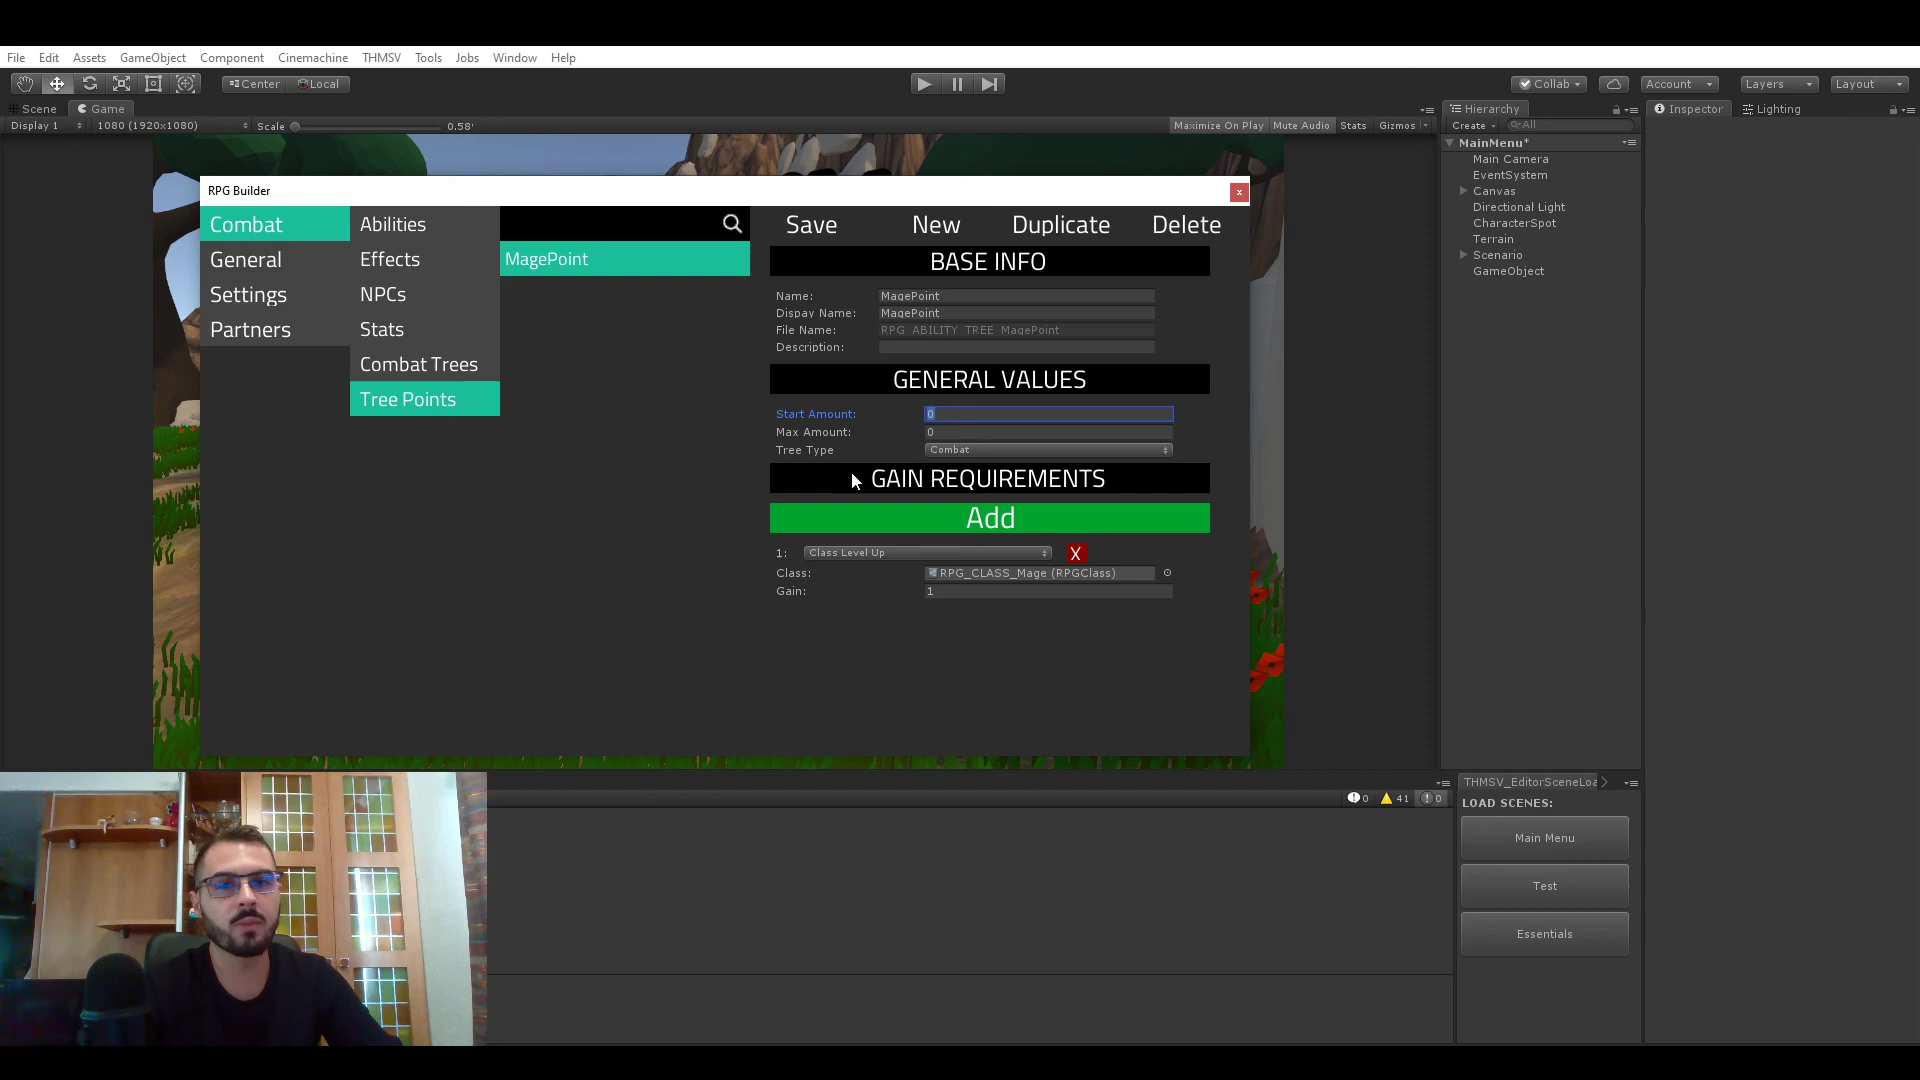 File Edit Assets GameObject Component Cinemachine THMSV Tools Jobs Window Help
Center Local
Collab Account Layers Layout
Scene Game
Display 1 1080 (1920x1080) Scale 0.58
Maximize On Play Mute Audio Stats Gizmos
Hierarchy
Create All
MainMenu*
Main Camera
EventSystem
Canvas
Directional Light
CharacterSpot
Terrain
Scenario
GameObject
Inspector Lighting
RPG Builder
x
Combat
General
Settings
Partners
Abilities
Effects
NPCs
Stats
Combat Trees
Tree Points
MagePoint
Save New Duplicate Delete
BASE INFO
Name: MagePoint
Dispay Name: MagePoint
File Name: RPG_ABILITY_TREE_MagePoint
Description:
GENERAL VALUES
Start Amount: 0
Max Amount: 0
Tree Type Combat
GAIN REQUIREMENTS
Add
1: Class Level Up X
Class: RPG_CLASS_Mage (RPGClass)
Gain: 1
0 41 0
THMSV_EditorSceneLoa
LOAD SCENES:
Main Menu
Test
Essentials